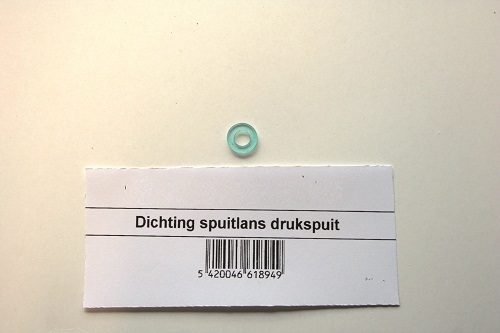 Dichting spuitlans drukspuit
5 420046 618949